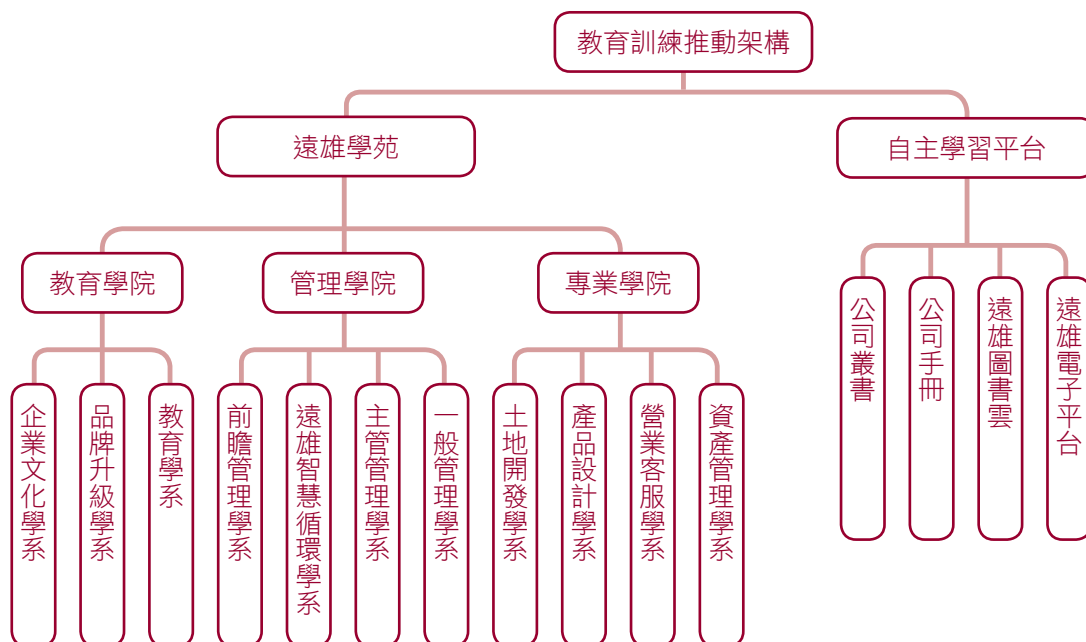 教育訓練推動架構
遠雄學苑
自主學習平台
教育學院
管理學院
專業學院
企業文化學系
品牌升級學系
教育學系
前瞻管理學系
遠雄智慧循環學系
主管管理學系
一般管理學系
土地開發學系
產品設計學系
營業客服學系
資產管理學系
公司叢書
公司手冊
遠雄圖書雲
遠雄電子平台